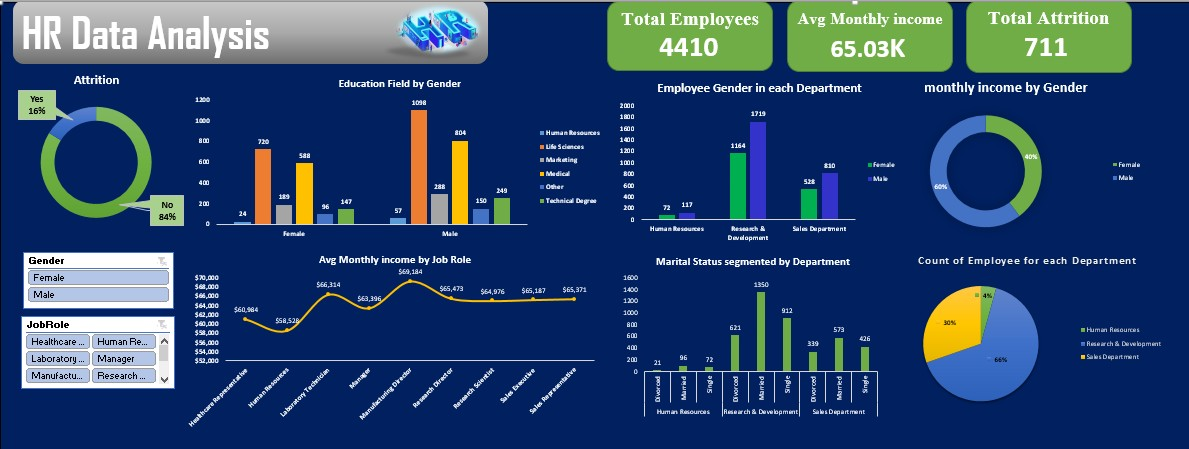 HR Data Analysis
HR
Total Employees
4410
Avg Monthly income
65.03K
Total Attrition
711
Attrition
Yes
16%
No
84%
Education Field by Gender
1200
1000
800
600
400
200
0
24
720
189
588
96
147
57
1098
288
804
150
249
Female
Male
Human Resources
Life Sciences
Marketing
Medical
Other
Technical Degree
Employee Gender in each Department
2000
1800
1600
1400
1200
1000
800
600
400
200
0
72
117
1164
1719
528
810
Human Resources
Research &
Development
Sales Department
Female
Male
monthly income by Gender
40%
60%
Female
Male
Gender
Female
Male
JobRole
Healthcare ...
Human Re...
Laboratory ...
Manager
Manufactu...
Research ...
Avg Monthly income by Job Role
$70,000
$68,000
$66,000
$64,000
$62,000
$60,000
$58,000
$56,000
$54,000
$52,000
$60,984
$58,528
$66,314
$63,396
$69,184
$65,473
$64,976
$65,187
$65,371
Healthcare Representative
Human Resources
Laboratory Technician
Manager
Manufacturing Director
Research Director
Research Scientist
Sales Executive
Sales Representative
Marital Status segmented by Department
1600
1400
1200
1000
800
600
400
200
0
21
96
72
621
1350
912
339
573
426
Divorced
Married
Single
Divorced
Married
Single
Divorced
Married
Single
Human Resources
Research & Development
Sales Department
Count of Employee for each Department
4%
30%
66%
Human Resources
Research & Development
Sales Department